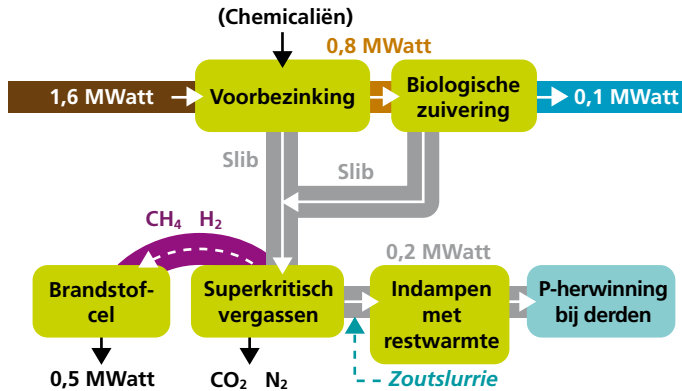 (Chemicaliën)
0,8 MWatt
1,6 MWatt
Voorbezinking
Biologische
zuivering
0,1 MWatt
Slib
Slib
CH₄ H₂
0,2 MWatt
Brandstof-
cel
Superkritisch
vergassen
Indampen
met
restwarmte
P-herwinning
bij derden
0,5 MWatt
CO₂ N₂
Zoutslurrie